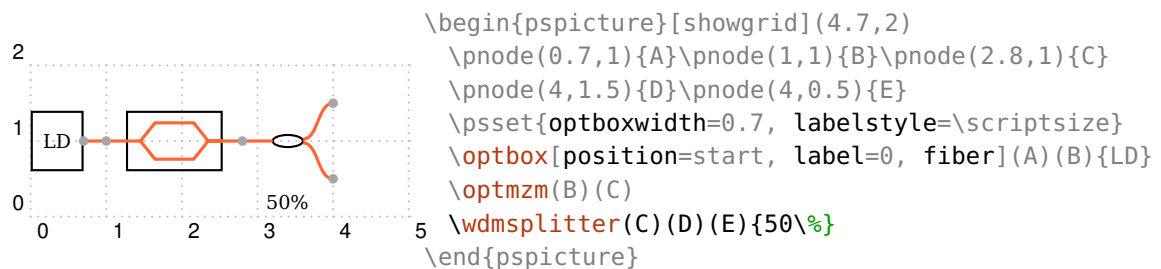 2
1
0
0 1 2 3 4 5
LD
50%
\begin{pspicture}[showgrid](4.7,2)
\pnode(0.7,1){A}\pnode(1,1){B}\pnode(2.8,1){C}
\pnode(4,1.5){D}\pnode(4,0.5){E}
\psset{optboxwidth=0.7, labelstyle=\scriptsize}
\optbox[position=start, label=0, fiber](A)(B){LD}
\optmzm(B)(C)
\wdmsplitter(C)(D)(E){50\%}
\end{pspicture}